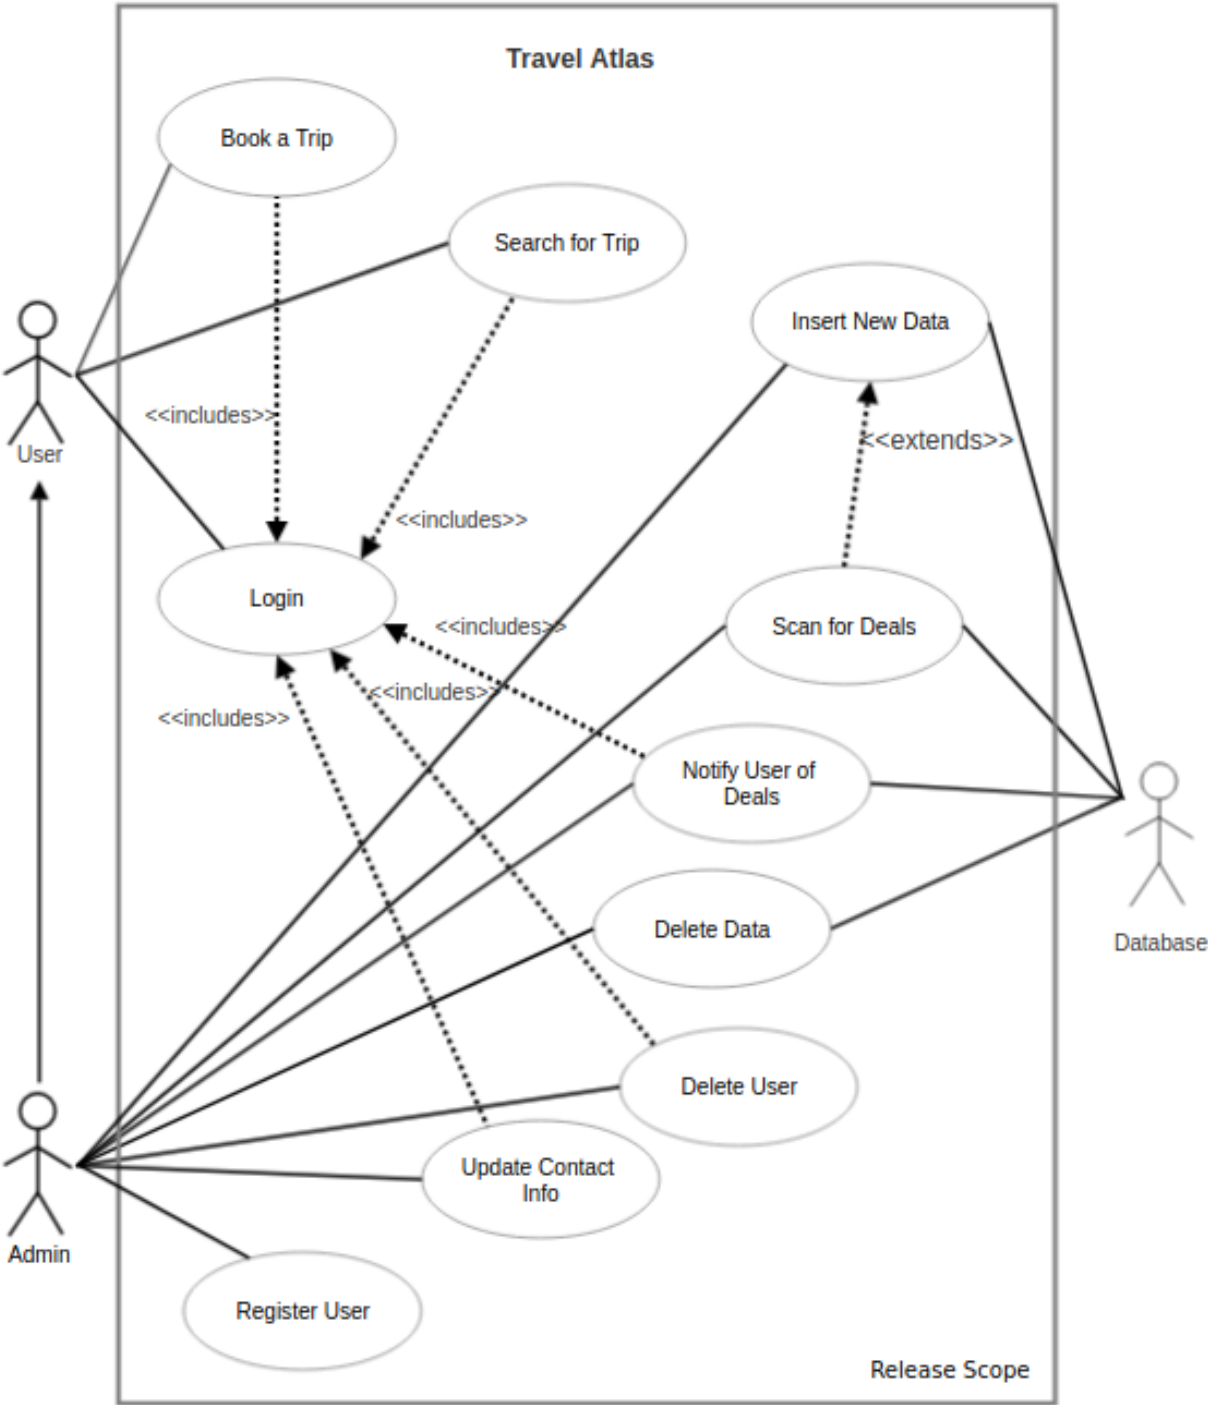 Travel Atlas
Book a Trip
Search for Trip
Insert New Data
<<includes>>
<<extends>>
User
<<includes>>
Login
<<includes>>
Scan for Deals
<<includes>>
<<includes>>
Notify User of
Deals
Delete Data
Database
Delete User
Update Contact
Info
Admin
Register User
Release Scope